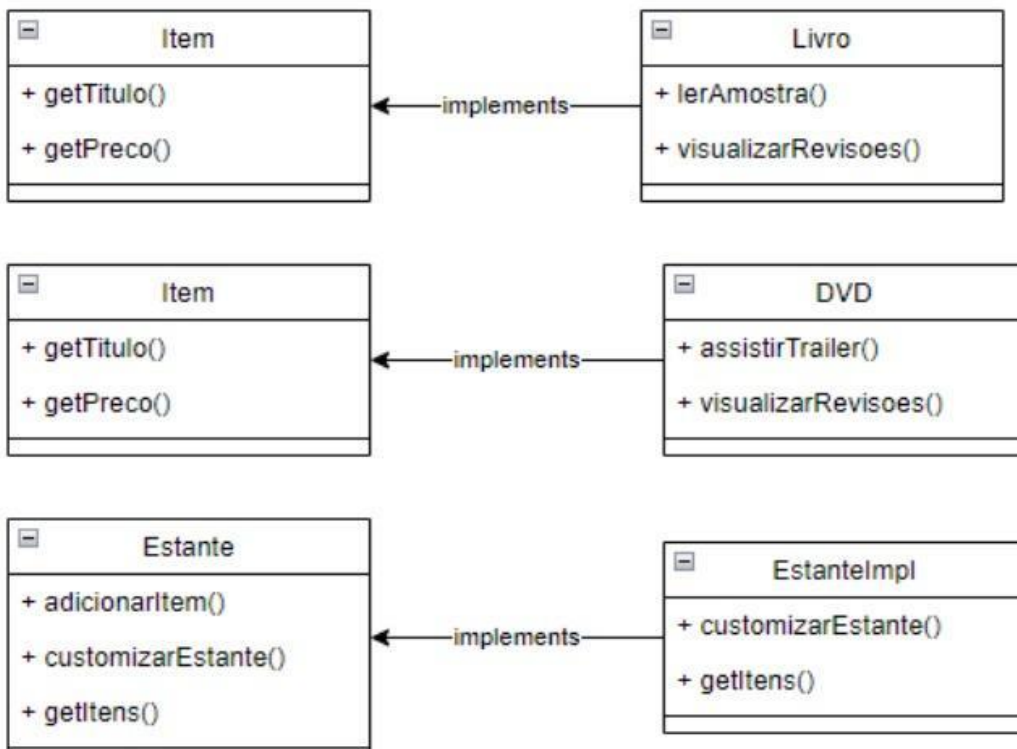 Item
+ getTitulo()
+ getPreco()
implements
Livro
+ lerAmostra()
+ visualizarRevisoes()
Item
+ getTitulo()
+ getPreco()
implements
DVD
+ assistirTrailer()
+ visualizarRevisoes()
Estante
+ adicionarItem()
+ customizarEstante()
+ getItens()
implements
EstanteImpl
+ customizarEstante()
+ getItens()